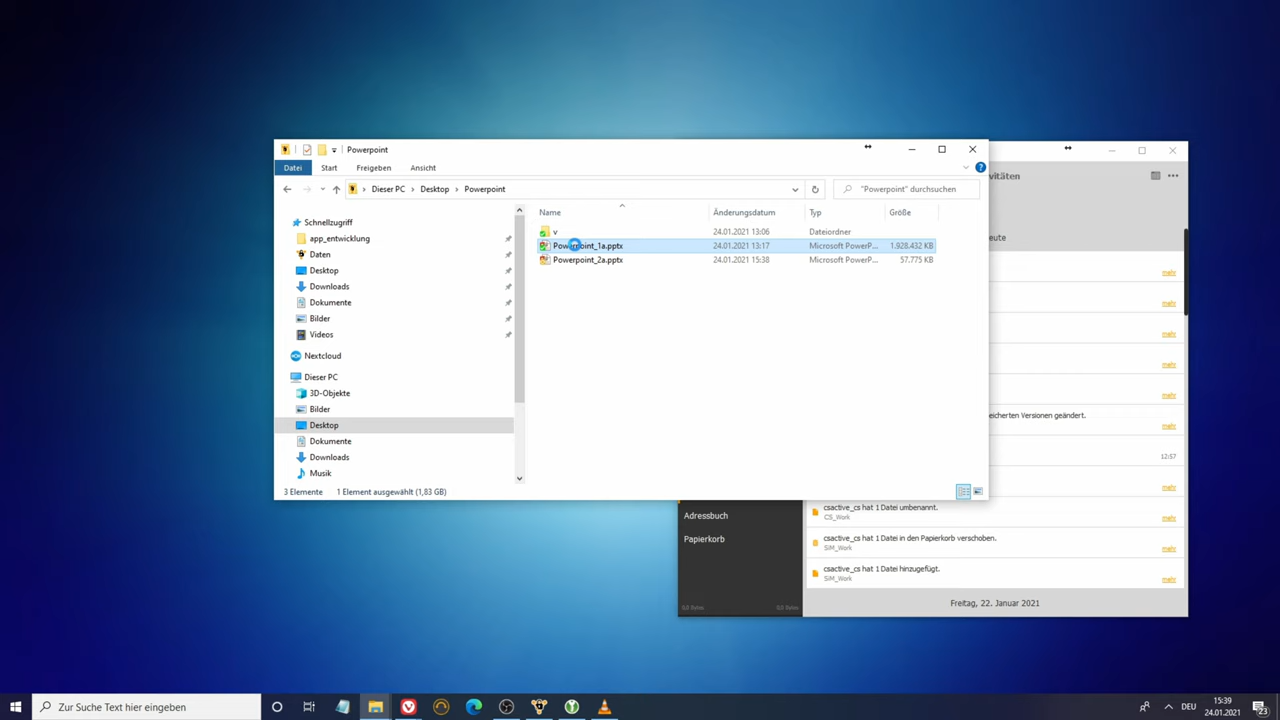 Powerpoint
Datei Start Freigeben Ansicht
Dieser PC Desktop Powerpoint
"Powerpoint" durchsuchen
Name Änderungsdatum Typ Größe
v 24.01.2021 13:06 Dateiordner
Powerpoint_1a.pptx 24.01.2021 13:17 Microsoft PowerP... 1.928.432 KB
Powerpoint_2a.pptx 24.01.2021 15:38 Microsoft PowerP... 57.775 KB
Schnellzugriff
app_entwicklung
Daten
Desktop
Downloads
Dokumente
Bilder
Videos
Nextcloud
Dieser PC
3D-Objekte
Bilder
Desktop
Dokumente
Downloads
Musik
3 Elemente 1 Element ausgewählt (1,83 GB)
vitäten
eute
mehr
mehr
mehr
mehr
mehr
eicherten Versionen geändert.
mehr
12:57
mehr
Adressbuch
Papierkorb
csactive_cs hat 1 Datei umbenannt.
CS_Work
mehr
csactive_cs hat 1 Datei in den Papierkorb verschoben.
SIM_Work
mehr
csactive_cs hat 1 Datei hinzugefügt.
SIM_Work
mehr
Freitag, 22. Januar 2021
Zur Suche Text hier eingeben
DEU
15:39
24.01.2021
23